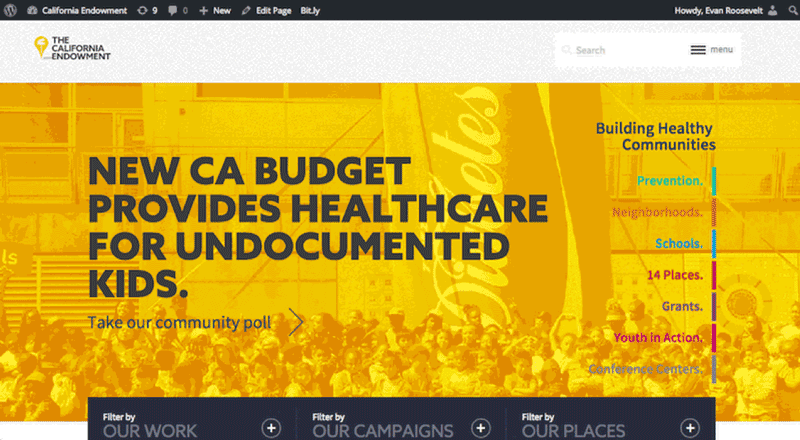 California Endowment
9
0
New
Edit Page
Bit.ly
Howdy, Evan Roosevelt
THE
CALIFORNIA
ENDOWMENT
Search
menu
NEW CA BUDGET
PROVIDES HEALTHCARE
FOR UNDOCUMENTED
KIDS.
Take our community poll
Diabetes
Building Healthy
Communities
Prevention.
Neighborhoods.
Schools.
14 Places.
Grants.
Youth in Action.
Conference Centers.
Filter by
OUR WORK
Filter by
OUR CAMPAIGNS
Filter by
OUR PLACES